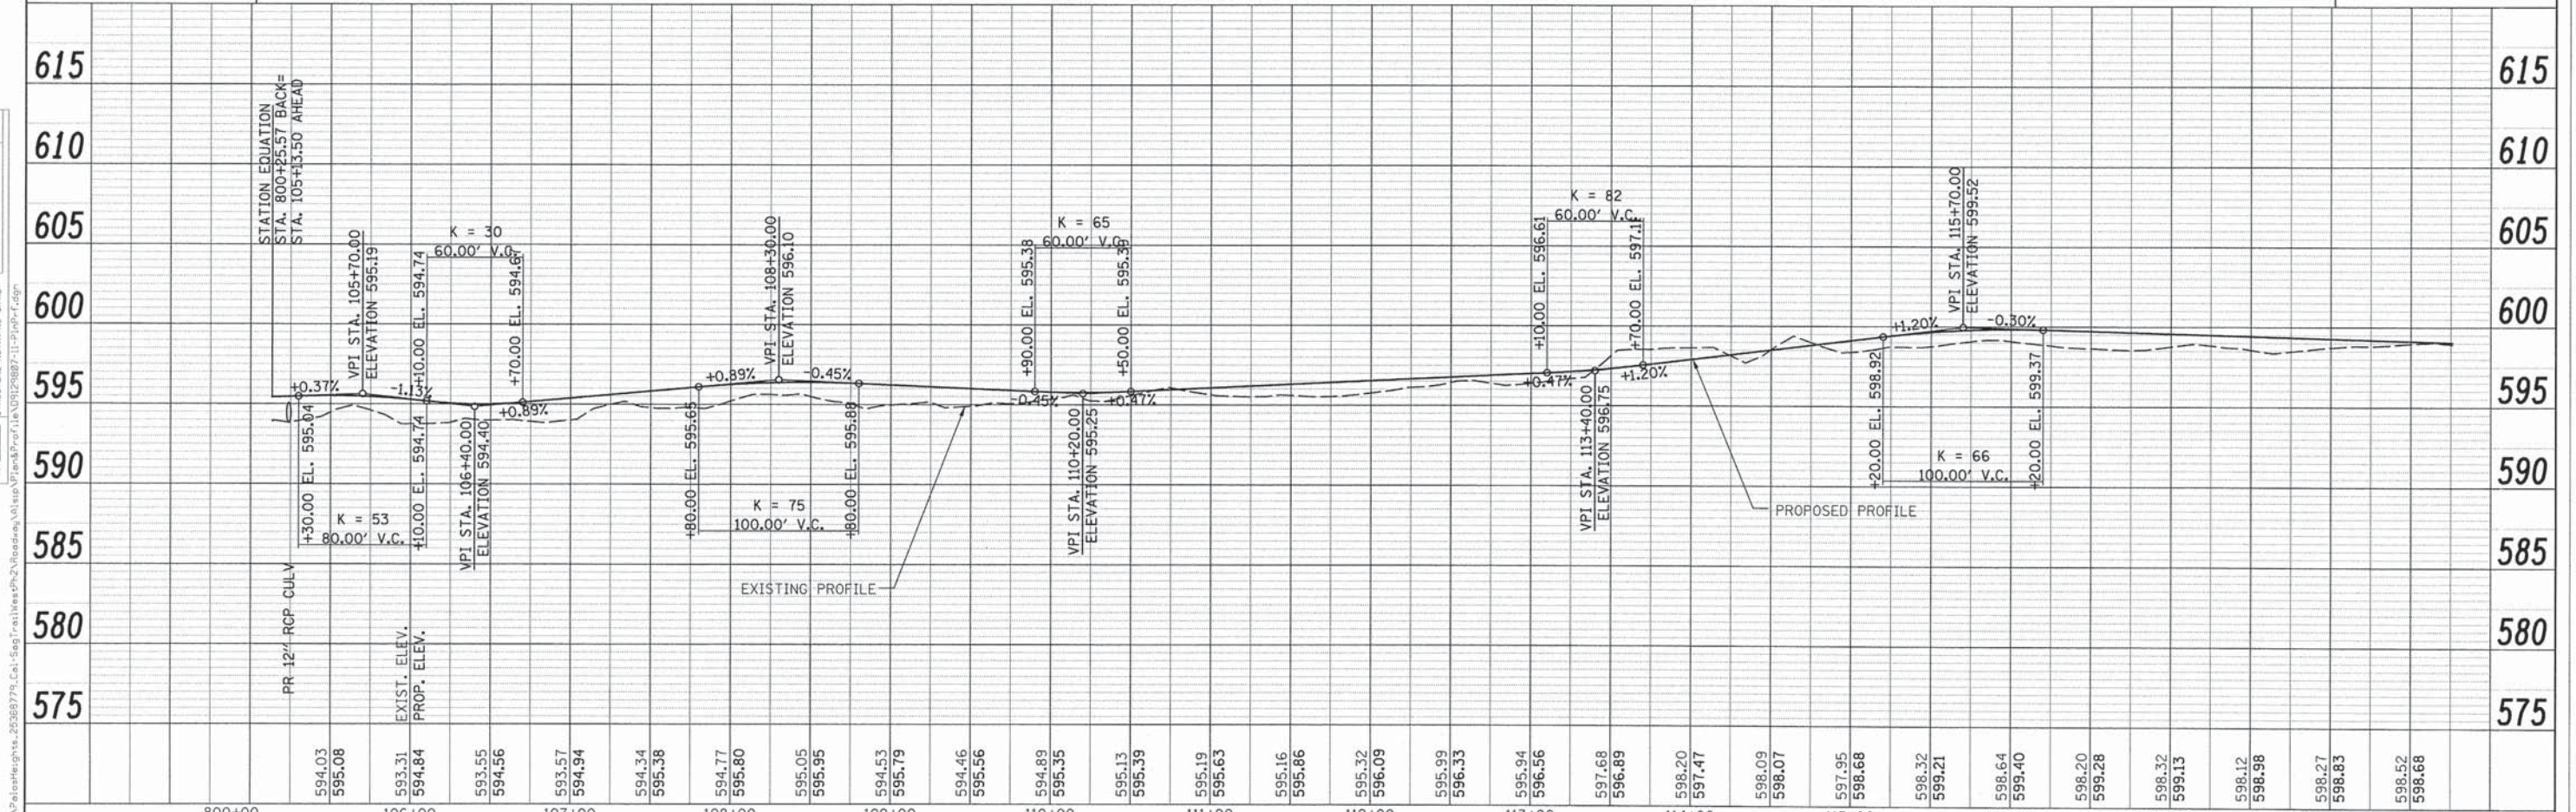 615
610
605
600
595
590
585
580
575
615
610
605
600
595
590
585
580
575
STATION EQUATION
STA. 800+25.57 BACK=
STA. 105+13.50 AHEAD
VPI STA. 105+70.00
ELEVATION 595.19
+10.00 EL. 594.74
K = 30
60.00' V.C.
+70.00 EL. 594.67
VPI STA. 108+30.00
ELEVATION 596.10
+90.00 EL. 595.38
K = 65
60.00' V.C.
+50.00 EL. 595.39
+10.00 EL. 596.61
K = 82
60.00' V.C.
+70.00 EL. 597.11
VPI STA. 115+70.00
ELEVATION 599.52
+0.37%
-1.13%
+0.89%
+0.89%
-0.45%
-0.45%
+0.47%
+0.47%
+1.20%
+1.20%
-0.30%
+30.00 EL. 595.04
K = 53
80.00' V.C.
+10.00 EL. 594.74
VPI STA. 106+40.00
ELEVATION 594.40
+80.00 EL. 595.65
K = 75
100.00' V.C.
+80.00 EL. 595.88
VPI STA. 110+20.00
ELEVATION 595.25
VPI STA. 113+40.00
ELEVATION 596.75
+20.00 EL. 598.92
K = 66
100.00' V.C.
+20.00 EL. 599.37
PROPOSED PROFILE
EXISTING PROFILE
PR 12" RCP CULV
EXIST. ELEV.
PROP. ELEV.
594.03
595.08
593.31
594.84
593.55
594.56
593.57
594.94
594.34
595.38
594.77
595.80
595.05
595.95
594.53
595.79
594.46
595.56
594.89
595.35
595.13
595.39
595.19
595.63
595.16
595.86
595.32
596.09
595.99
596.33
595.94
596.56
597.68
596.89
598.20
597.47
598.09
598.07
597.95
598.68
598.32
599.21
598.64
599.40
598.20
599.28
598.32
599.13
598.12
598.98
598.27
598.83
598.52
598.68